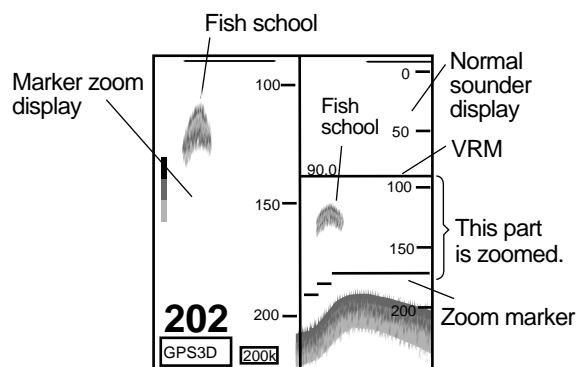 Fish school
Marker zoom
display
100
150
200
202
GPS3D
200k
0
Normal
sounder
display
50
Fish
school
VRM
90.0
100
150
This part
is zoomed.
200
Zoom marker